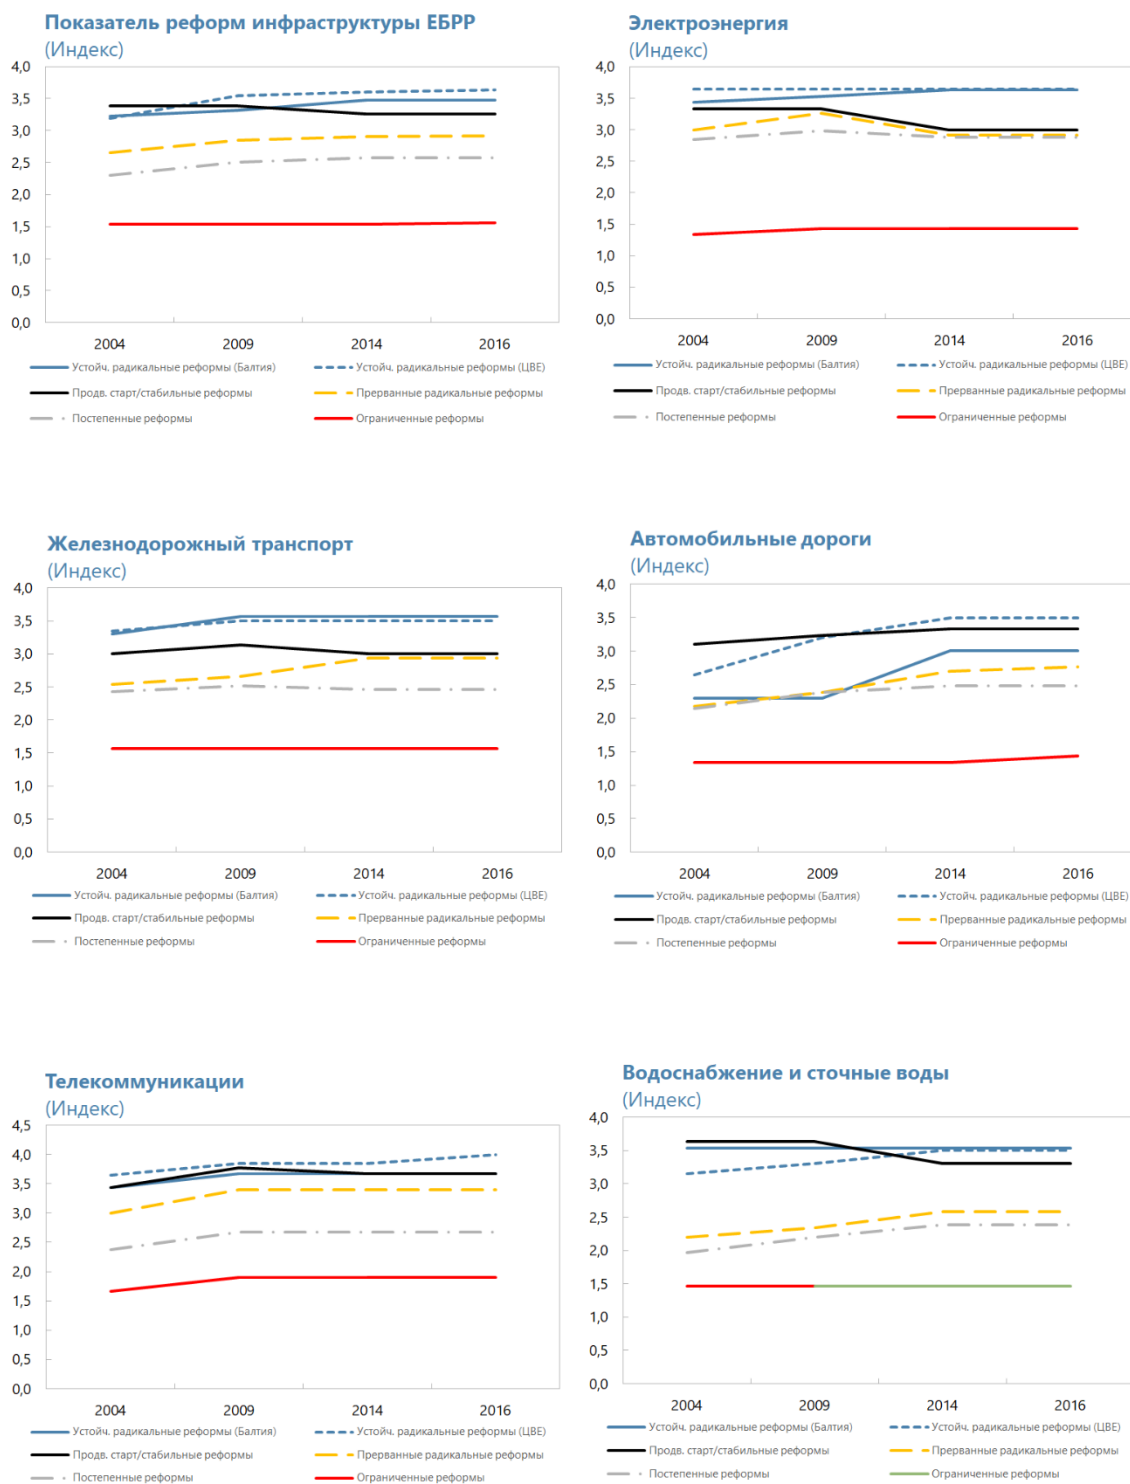 Показатель реформ инфраструктуры ЕБРР
(Индекс)
4,0
3,5
3,0
2,5
2,0
1,5
1,0
0,5
0,0
2004 2009 2014 2016
Устойч. радикальные реформы (Балтия) Устойч. радикальные реформы (ЦВЕ)
Продв. старт/стабильные реформы Прерванные радикальные реформы
Постепенные реформы Ограниченные реформы
Электроэнергия
(Индекс)
4,0
3,5
3,0
2,5
2,0
1,5
1,0
0,5
0,0
2004 2009 2014 2016
Устойч. радикальные реформы (Балтия) Устойч. радикальные реформы (ЦВЕ)
Продв. старт/стабильные реформы Прерванные радикальные реформы
Постепенные реформы Ограниченные реформы
Железнодорожный транспорт
(Индекс)
4,0
3,5
3,0
2,5
2,0
1,5
1,0
0,5
0,0
2004 2009 2014 2016
Устойч. радикальные реформы (Балтия) Устойч. радикальные реформы (ЦВЕ)
Продв. старт/стабильные реформы Прерванные радикальные реформы
Постепенные реформы Ограниченные реформы
Автомобильные дороги
(Индекс)
4,0
3,5
3,0
2,5
2,0
1,5
1,0
0,5
0,0
2004 2009 2014 2016
Устойч. радикальные реформы (Балтия) Устойч. радикальные реформы (ЦВЕ)
Продв. старт/стабильные реформы Прерванные радикальные реформы
Постепенные реформы Ограниченные реформы
Телекоммуникации
(Индекс)
4,5
4,0
3,5
3,0
2,5
2,0
1,5
1,0
0,5
0,0
2004 2009 2014 2016
Устойч. радикальные реформы (Балтия) Устойч. радикальные реформы (ЦВЕ)
Продв. старт/стабильные реформы Прерванные радикальные реформы
Постепенные реформы Ограниченные реформы
Водоснабжение и сточные воды
(Индекс)
4,0
3,5
3,0
2,5
2,0
1,5
1,0
0,5
0,0
2004 2009 2014 2016
Устойч. радикальные реформы (Балтия) Устойч. радикальные реформы (ЦВЕ)
Продв. старт/стабильные реформы Прерванные радикальные реформы
Постепенные реформы Ограниченные реформы